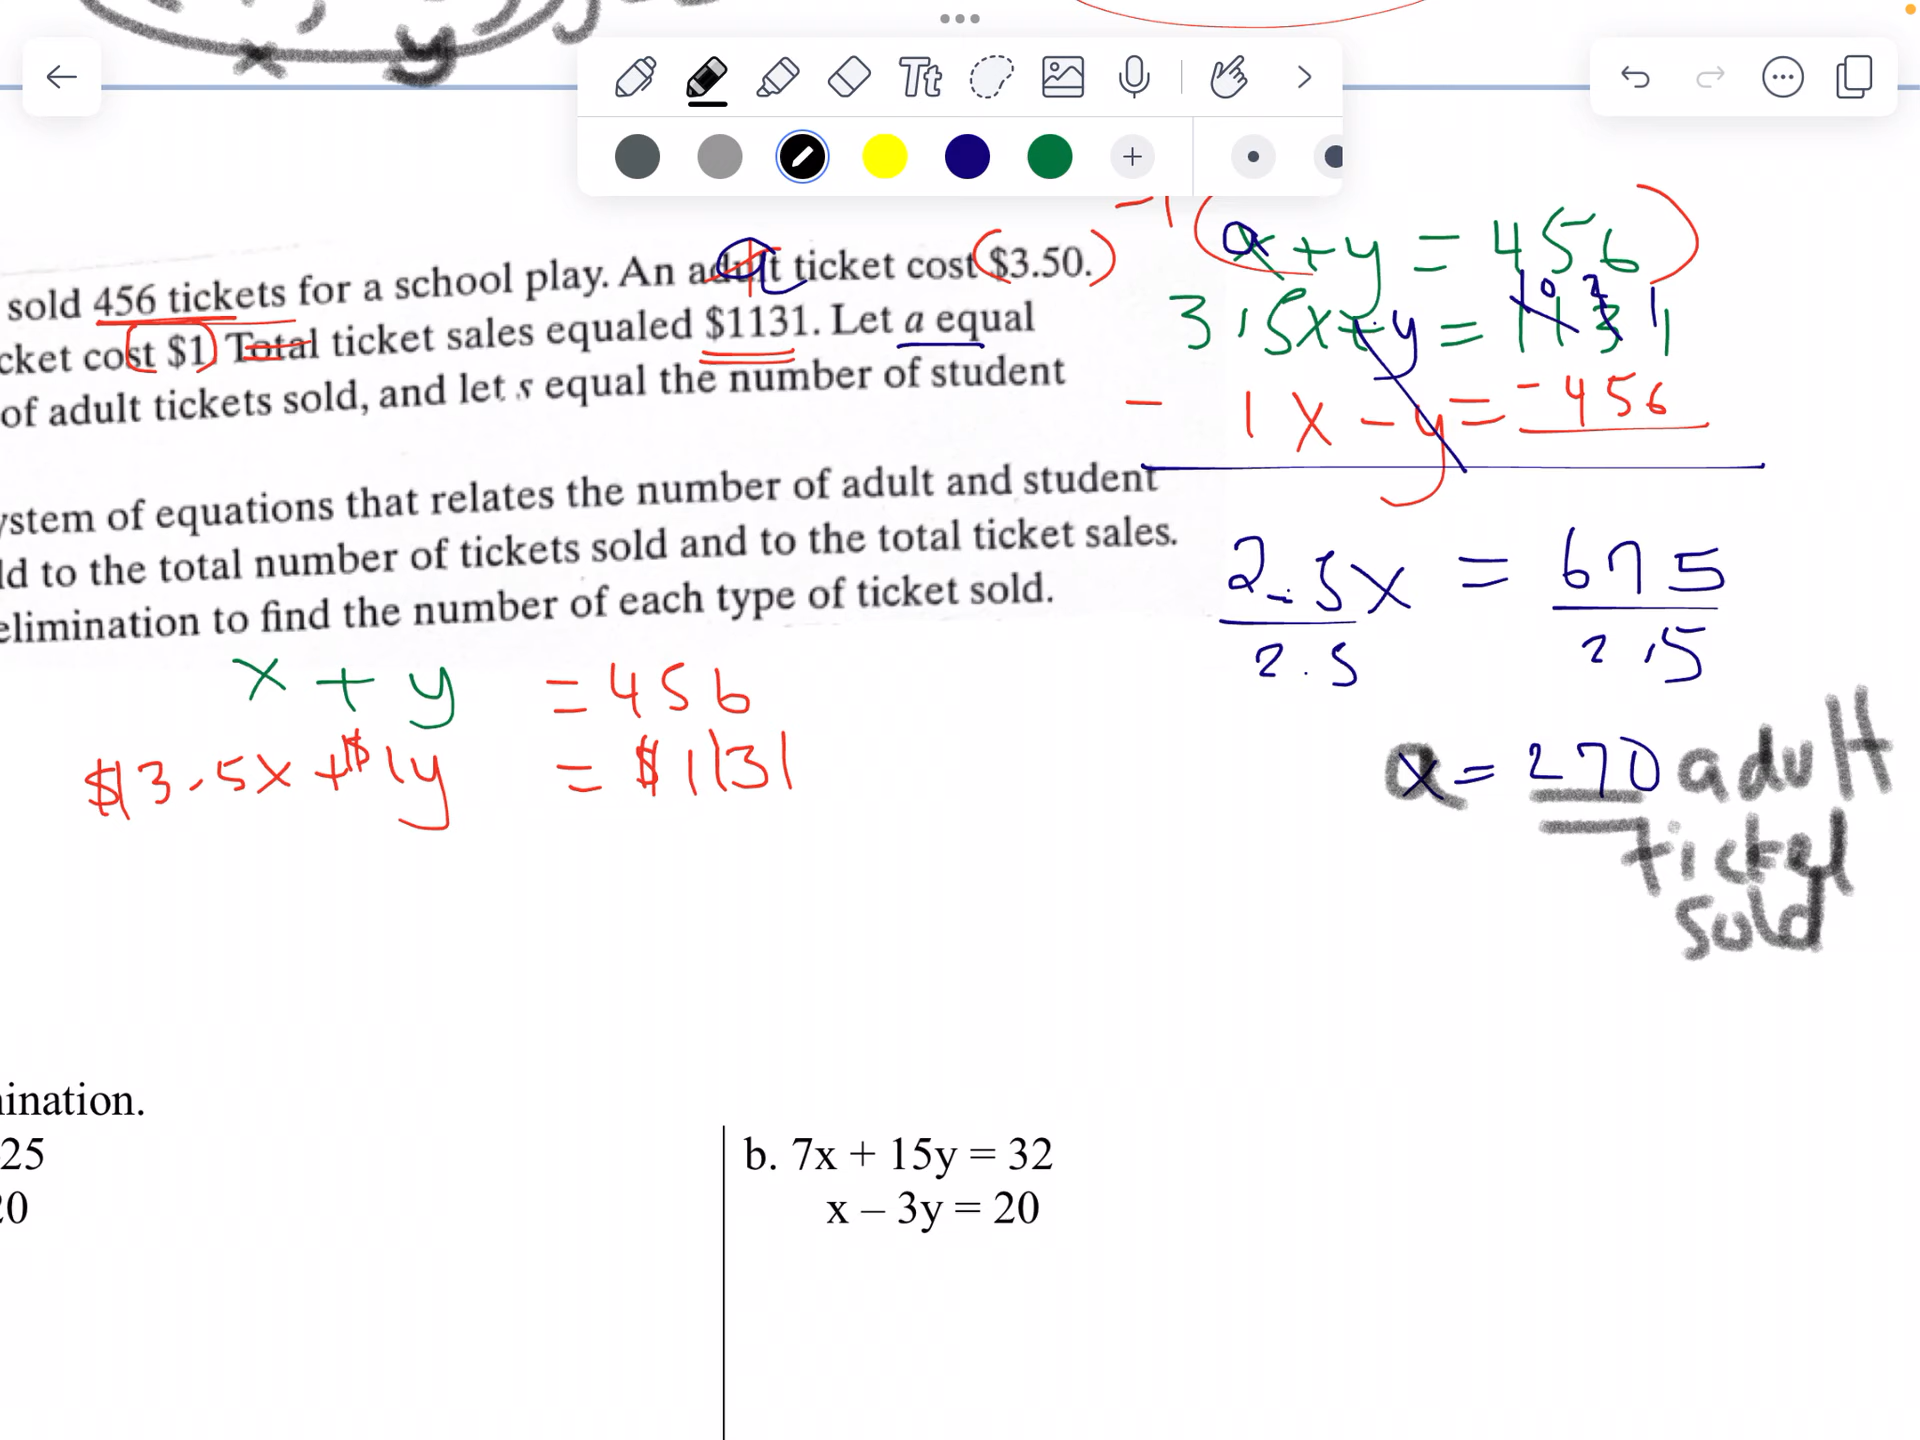 x y
Tt
sold 456 tickets for a school play. An adult ticket cost $3.50.
cket cost $1. Total ticket sales equaled $1131. Let a equal
of adult tickets sold, and let s equal the number of student
ystem of equations that relates the number of adult and student
ld to the total number of tickets sold and to the total ticket sales.
elimination to find the number of each type of ticket sold.
x + y = 456
$3.5x + $1y = $1131
-1(x + y = 456)
a
3.5x + y = 1131
10 2 1
- 1x - y = -456
2.5x = 675
2.5 2.5
a
x = 270 adult
ticket
sold
ination.
25
20
b. 7x + 15y = 32
x – 3y = 20